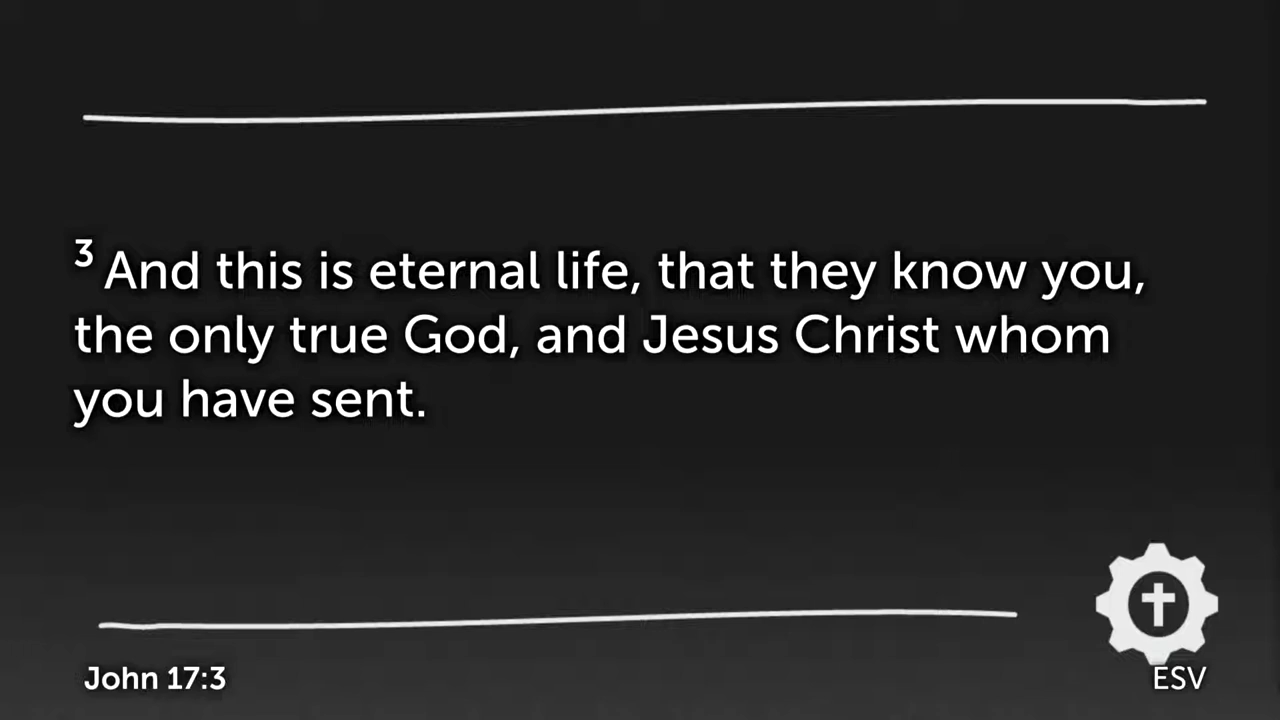 3 And this is eternal life, that they know you,
the only true God, and Jesus Christ whom
you have sent.
John 17:3
ESV